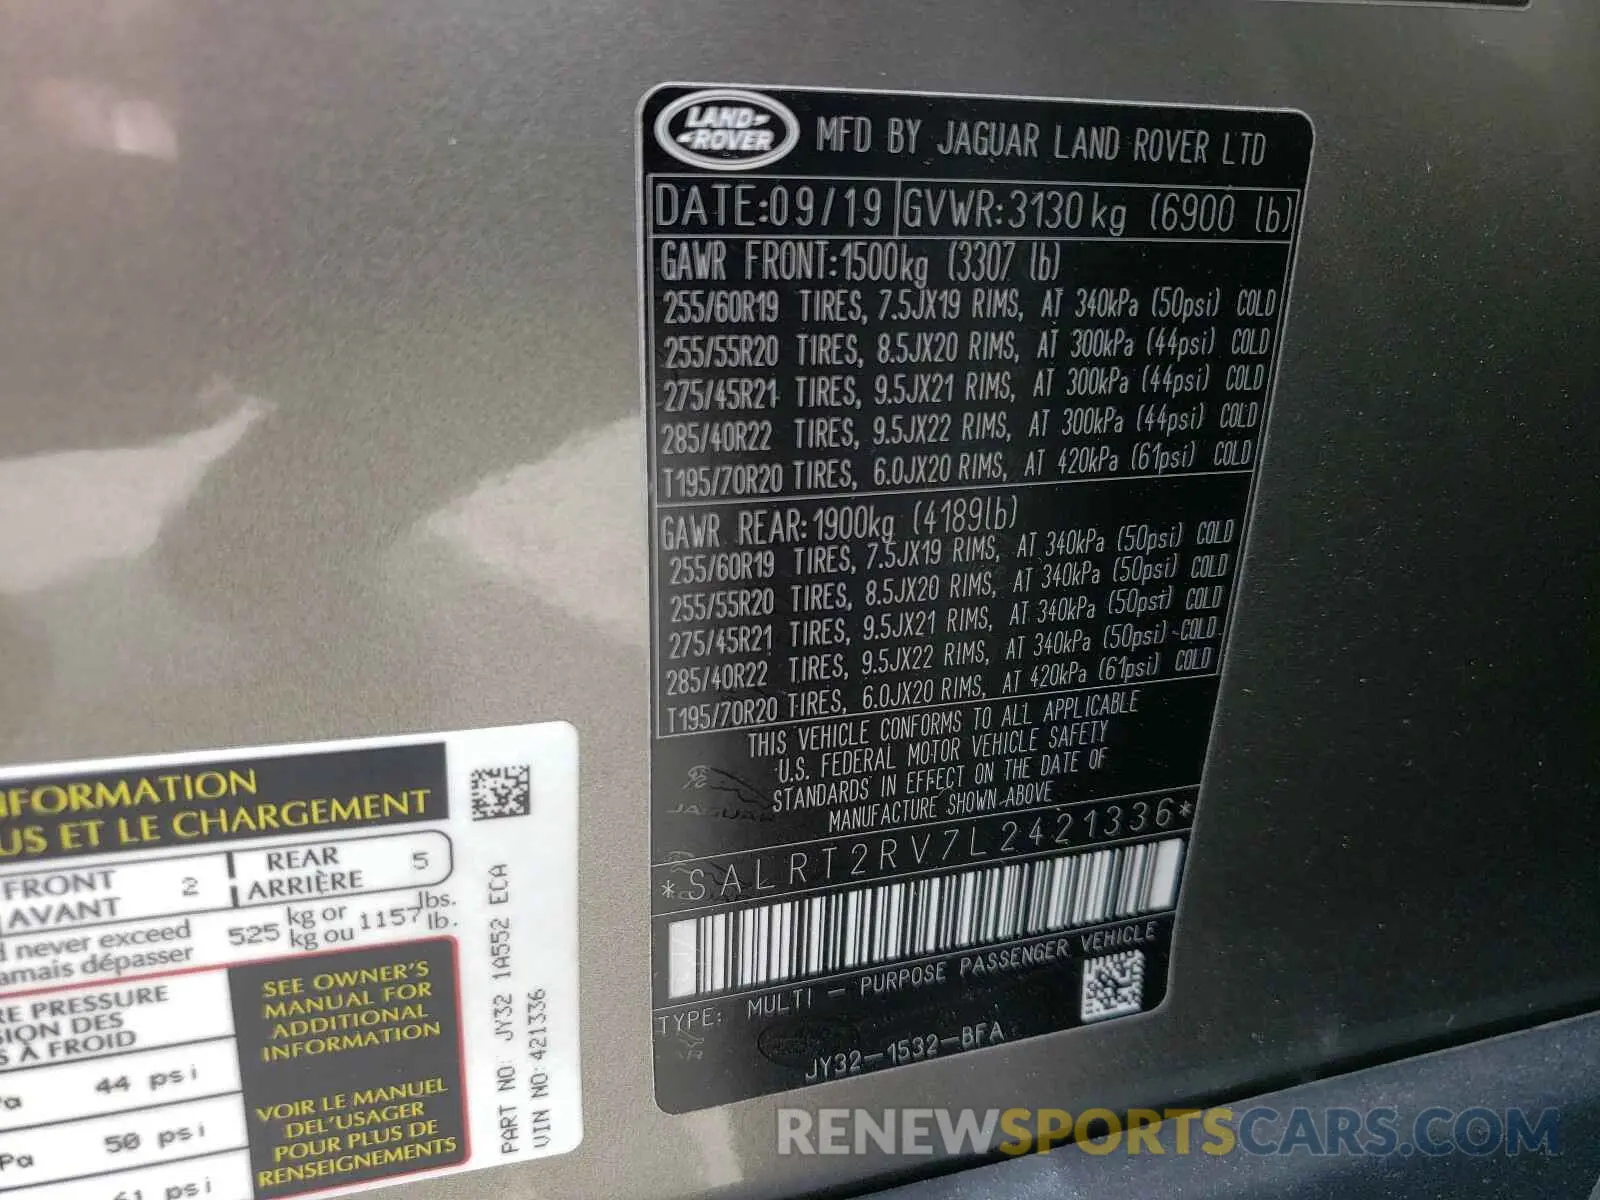 LAND-
-ROVER
MFD BY JAGUAR LAND ROVER LTD
DATE:09/19 GVWR:3130kg (6900 lb)
GAWR FRONT:1500kg (3307 lb)
255/60R19 TIRES, 7.5JX19 RIMS, AT 340kPa (50psi) COLD
255/55R20 TIRES, 8.5JX20 RIMS, AT 300kPa (44psi) COLD
275/45R21 TIRES, 9.5JX21 RIMS, AT 300kPa (44psi) COLD
285/40R22 TIRES, 9.5JX22 RIMS, AT 300kPa (44psi) COLD
T195/70R20 TIRES, 6.0JX20 RIMS, AT 420kPa (61psi) COLD
GAWR REAR:1900kg (4189lb)
255/60R19 TIRES, 7.5JX19 RIMS, AT 340kPa (50psi) COLD
255/55R20 TIRES, 8.5JX20 RIMS, AT 340kPa (50psi) COLD
275/45R21 TIRES, 9.5JX21 RIMS, AT 340kPa (50psi) COLD
285/40R22 TIRES, 9.5JX22 RIMS, AT 340kPa (50psi) COLD
T195/70R20 TIRES, 6.0JX20 RIMS, AT 420kPa (61psi) COLD
THIS VEHICLE CONFORMS TO ALL APPLICABLE
U.S. FEDERAL MOTOR VEHICLE SAFETY
STANDARDS IN EFFECT ON THE DATE OF
MANUFACTURE SHOWN ABOVE
JAGUAR
*SALRT2RV7L2421336*
TYPE: MULTI - PURPOSE PASSENGER VEHICLE
JY32-1532-BFA
NFORMATION
US ET LE CHARGEMENT
FRONT 2 REAR 5
AVANT ARRIÈRE
d never exceed 525 kg or 1157 lbs.
amais dépasser kg ou lb.
RE PRESSURE
SION DES
S À FROID
Pa 44 psi
Pa 50 psi
61 psi
SEE OWNER'S
MANUAL FOR
ADDITIONAL
INFORMATION
VOIR LE MANUEL
DEL'USAGER
POUR PLUS DE
RENSEIGNEMENTS
PART NO: JY32 1A552 ECA
VIN NO: 421336
RENEWSPORTSCARS.COM